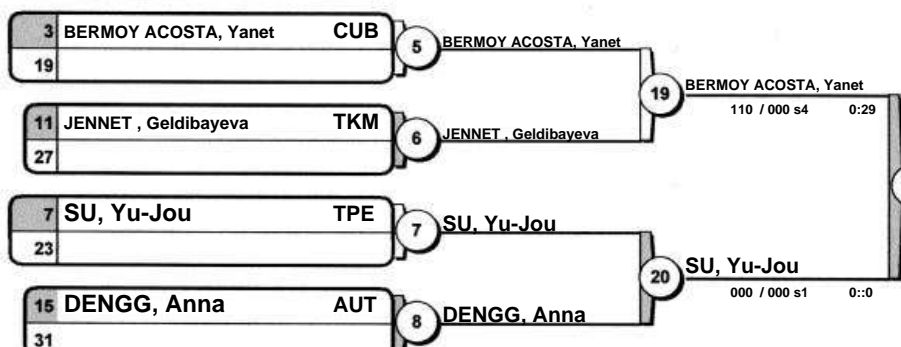 3 BERMOY ACOSTA, Yanet CUB
19
5
BERMOY ACOSTA, Yanet
11 JENNET , Geldibayeva TKM
27
6
JENNET , Geldibayeva
19
BERMOY ACOSTA, Yanet
110 / 000 s4 0:29
7 SU, Yu-Jou TPE
23
7
SU, Yu-Jou
15 DENGG, Anna AUT
31
8
DENGG, Anna
20
SU, Yu-Jou
000 / 000 s1 0::0